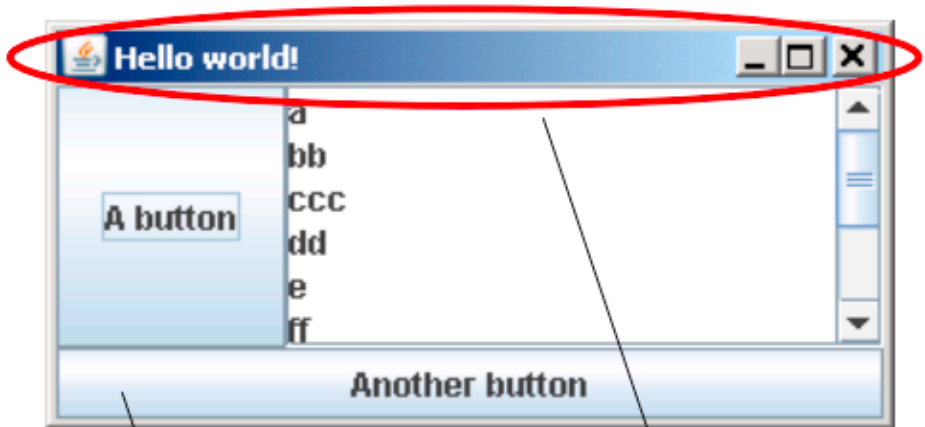 Hello world!
a
bb
ccc
A button
dd
e
ff
Another button